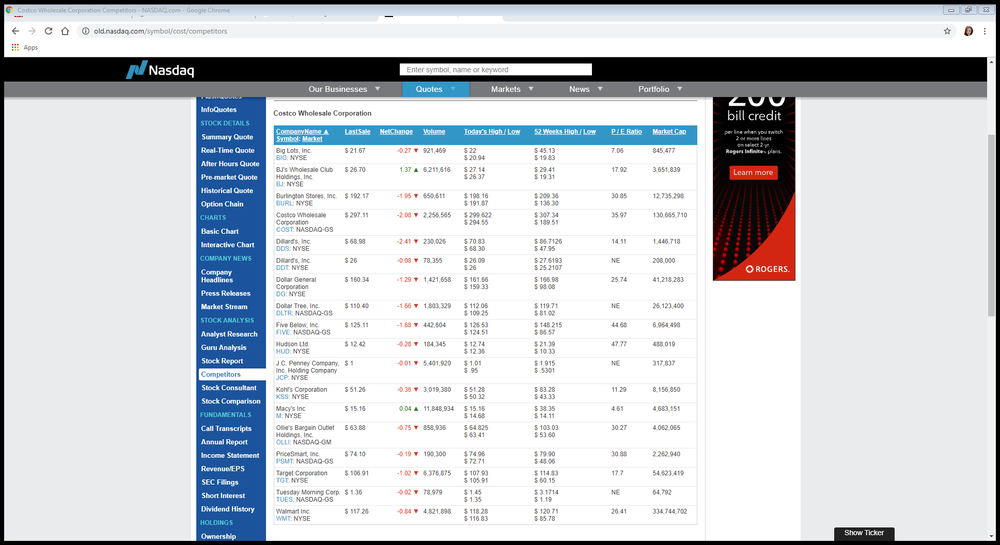 Costco Wholesale Corporation Competitors - NASDAQ.com - Google Chrome
old.nasdaq.com/symbol/cost/competitors
Apps
Nasdaq
Enter symbol, name or keyword
Our Businesses ▼ Quotes ▼ Markets ▼ News ▼ Portfolio ▼
FlashQuotes
InfoQuotes
STOCK DETAILS
Summary Quote
Real-Time Quote
After Hours Quote
Pre-market Quote
Historical Quote
Option Chain
CHARTS
Basic Chart
Interactive Chart
COMPANY NEWS
Company
Headlines
Press Releases
Market Stream
STOCK ANALYSIS
Analyst Research
Guru Analysis
Stock Report
Competitors
Stock Consultant
Stock Comparison
FUNDAMENTALS
Call Transcripts
Annual Report
Income Statement
Revenue/EPS
SEC Filings
Short Interest
Dividend History
HOLDINGS
Ownership
Costco Wholesale Corporation
CompanyName ▲ LastSale NetChange Volume Today's High / Low 52 Weeks High / Low P / E Ratio Market Cap
Symbol: Market
Big Lots, Inc. $ 21.67 -0.27 ▼ 921,469 $ 22 $ 45.13 7.06 845,477
BIG: NYSE $ 20.94 $ 19.83
BJ's Wholesale Club $ 26.70 1.37 ▲ 6,211,616 $ 27.14 $ 29.41 17.92 3,651,839
Holdings, Inc. $ 26.37 $ 19.31
BJ: NYSE
Burlington Stores, Inc. $ 192.17 -1.95 ▼ 650,611 $ 198.16 $ 209.36 30.85 12,735,298
BURL: NYSE $ 191.87 $ 136.30
Costco Wholesale $ 297.11 -2.08 ▼ 2,256,565 $ 299.622 $ 307.34 35.97 130,665,710
Corporation $ 294.55 $ 189.51
COST: NASDAQ-GS
Dillard's, Inc. $ 68.98 -2.41 ▼ 230,026 $ 70.83 $ 86.7126 14.11 1,446,718
DDS: NYSE $ 68.30 $ 47.95
Dillard's, Inc. $ 26 -0.08 ▼ 78,355 $ 26.09 $ 27.6193 NE 208,000
DDT: NYSE $ 26 $ 25.2107
Dollar General $ 160.34 -1.29 ▼ 1,421,658 $ 161.66 $ 166.98 25.74 41,218,283
Corporation $ 159.33 $ 98.08
DG: NYSE
Dollar Tree, Inc. $ 110.40 -1.66 ▼ 1,803,329 $ 112.06 $ 119.71 NE 26,123,400
DLTR: NASDAQ-GS $ 109.25 $ 81.02
Five Below, Inc. $ 125.11 -1.68 ▼ 442,604 $ 126.53 $ 148.215 44.68 6,964,498
FIVE: NASDAQ-GS $ 124.51 $ 86.57
Hudson Ltd. $ 12.42 -0.28 ▼ 184,345 $ 12.74 $ 21.39 47.77 488,019
HUD: NYSE $ 12.36 $ 10.33
J.C. Penney Company, $ 1 -0.01 ▼ 5,401,920 $ 1.01 $ 1.915 NE 317,837
Inc. Holding Company $ .95 $ .5301
JCP: NYSE
Kohl's Corporation $ 51.26 -0.36 ▼ 3,019,380 $ 51.28 $ 83.28 11.29 8,156,850
KSS: NYSE $ 50.32 $ 43.33
Macy's Inc $ 15.16 0.04 ▲ 11,848,934 $ 15.16 $ 38.35 4.61 4,683,151
M: NYSE $ 14.68 $ 14.11
Ollie's Bargain Outlet $ 63.88 -0.75 ▼ 858,936 $ 64.825 $ 103.03 30.27 4,062,065
Holdings, Inc. $ 63.41 $ 53.60
OLLI: NASDAQ-GM
PriceSmart, Inc. $ 74.10 -0.19 ▼ 190,300 $ 74.96 $ 79.90 30.88 2,262,940
PSMT: NASDAQ-GS $ 72.71 $ 48.06
Target Corporation $ 106.91 -1.02 ▼ 6,376,875 $ 107.93 $ 114.83 17.7 54,623,419
TGT: NYSE $ 105.91 $ 60.15
Tuesday Morning Corp. $ 1.36 -0.02 ▼ 78,979 $ 1.45 $ 3.1714 NE 64,792
TUES: NASDAQ-GS $ 1.35 $ 1.19
Walmart Inc. $ 117.26 -0.84 ▼ 4,821,898 $ 118.28 $ 120.71 26.41 334,744,702
WMT: NYSE $ 116.83 $ 85.78
200
bill credit
per line when you switch
2 or more lines
on select 2-yr.
Rogers Infinite™ plans.
Learn more
ROGERS.
Show Ticker